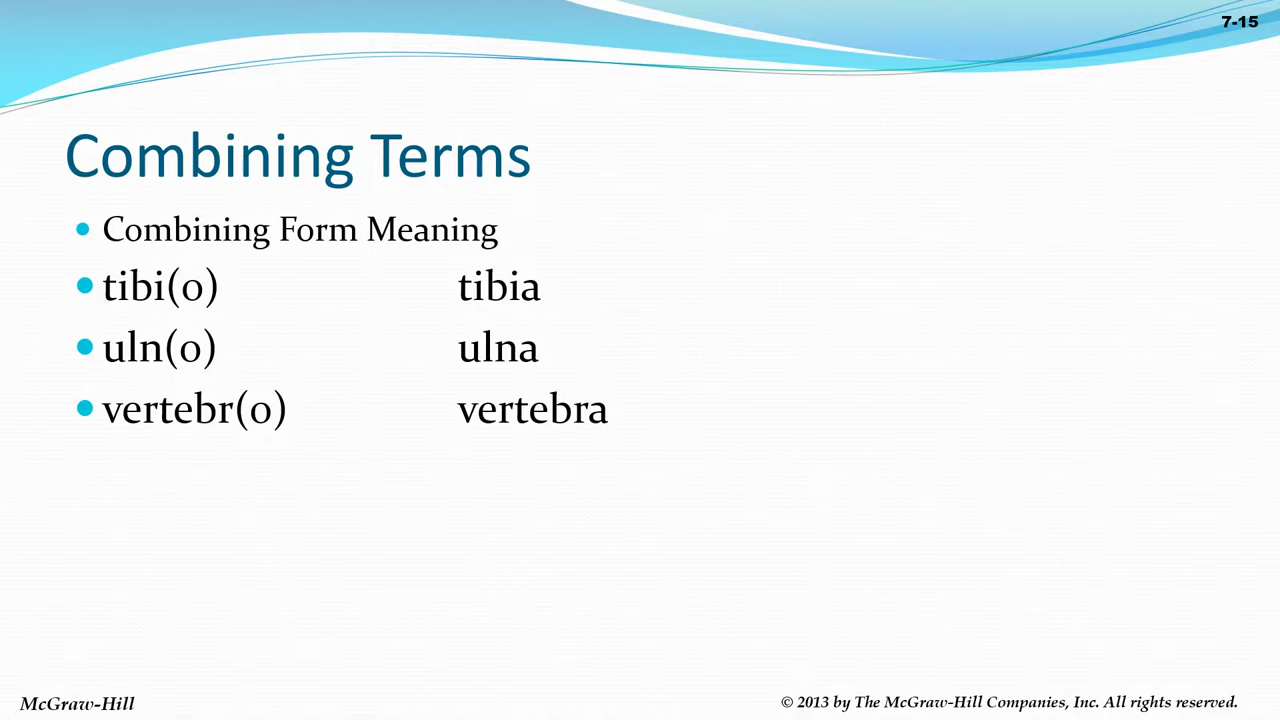 7-15
Combining Terms
• Combining Form Meaning
• tibi(o) tibia
• uln(o) ulna
• vertebr(o) vertebra
McGraw-Hill © 2013 by The McGraw-Hill Companies, Inc. All rights reserved.